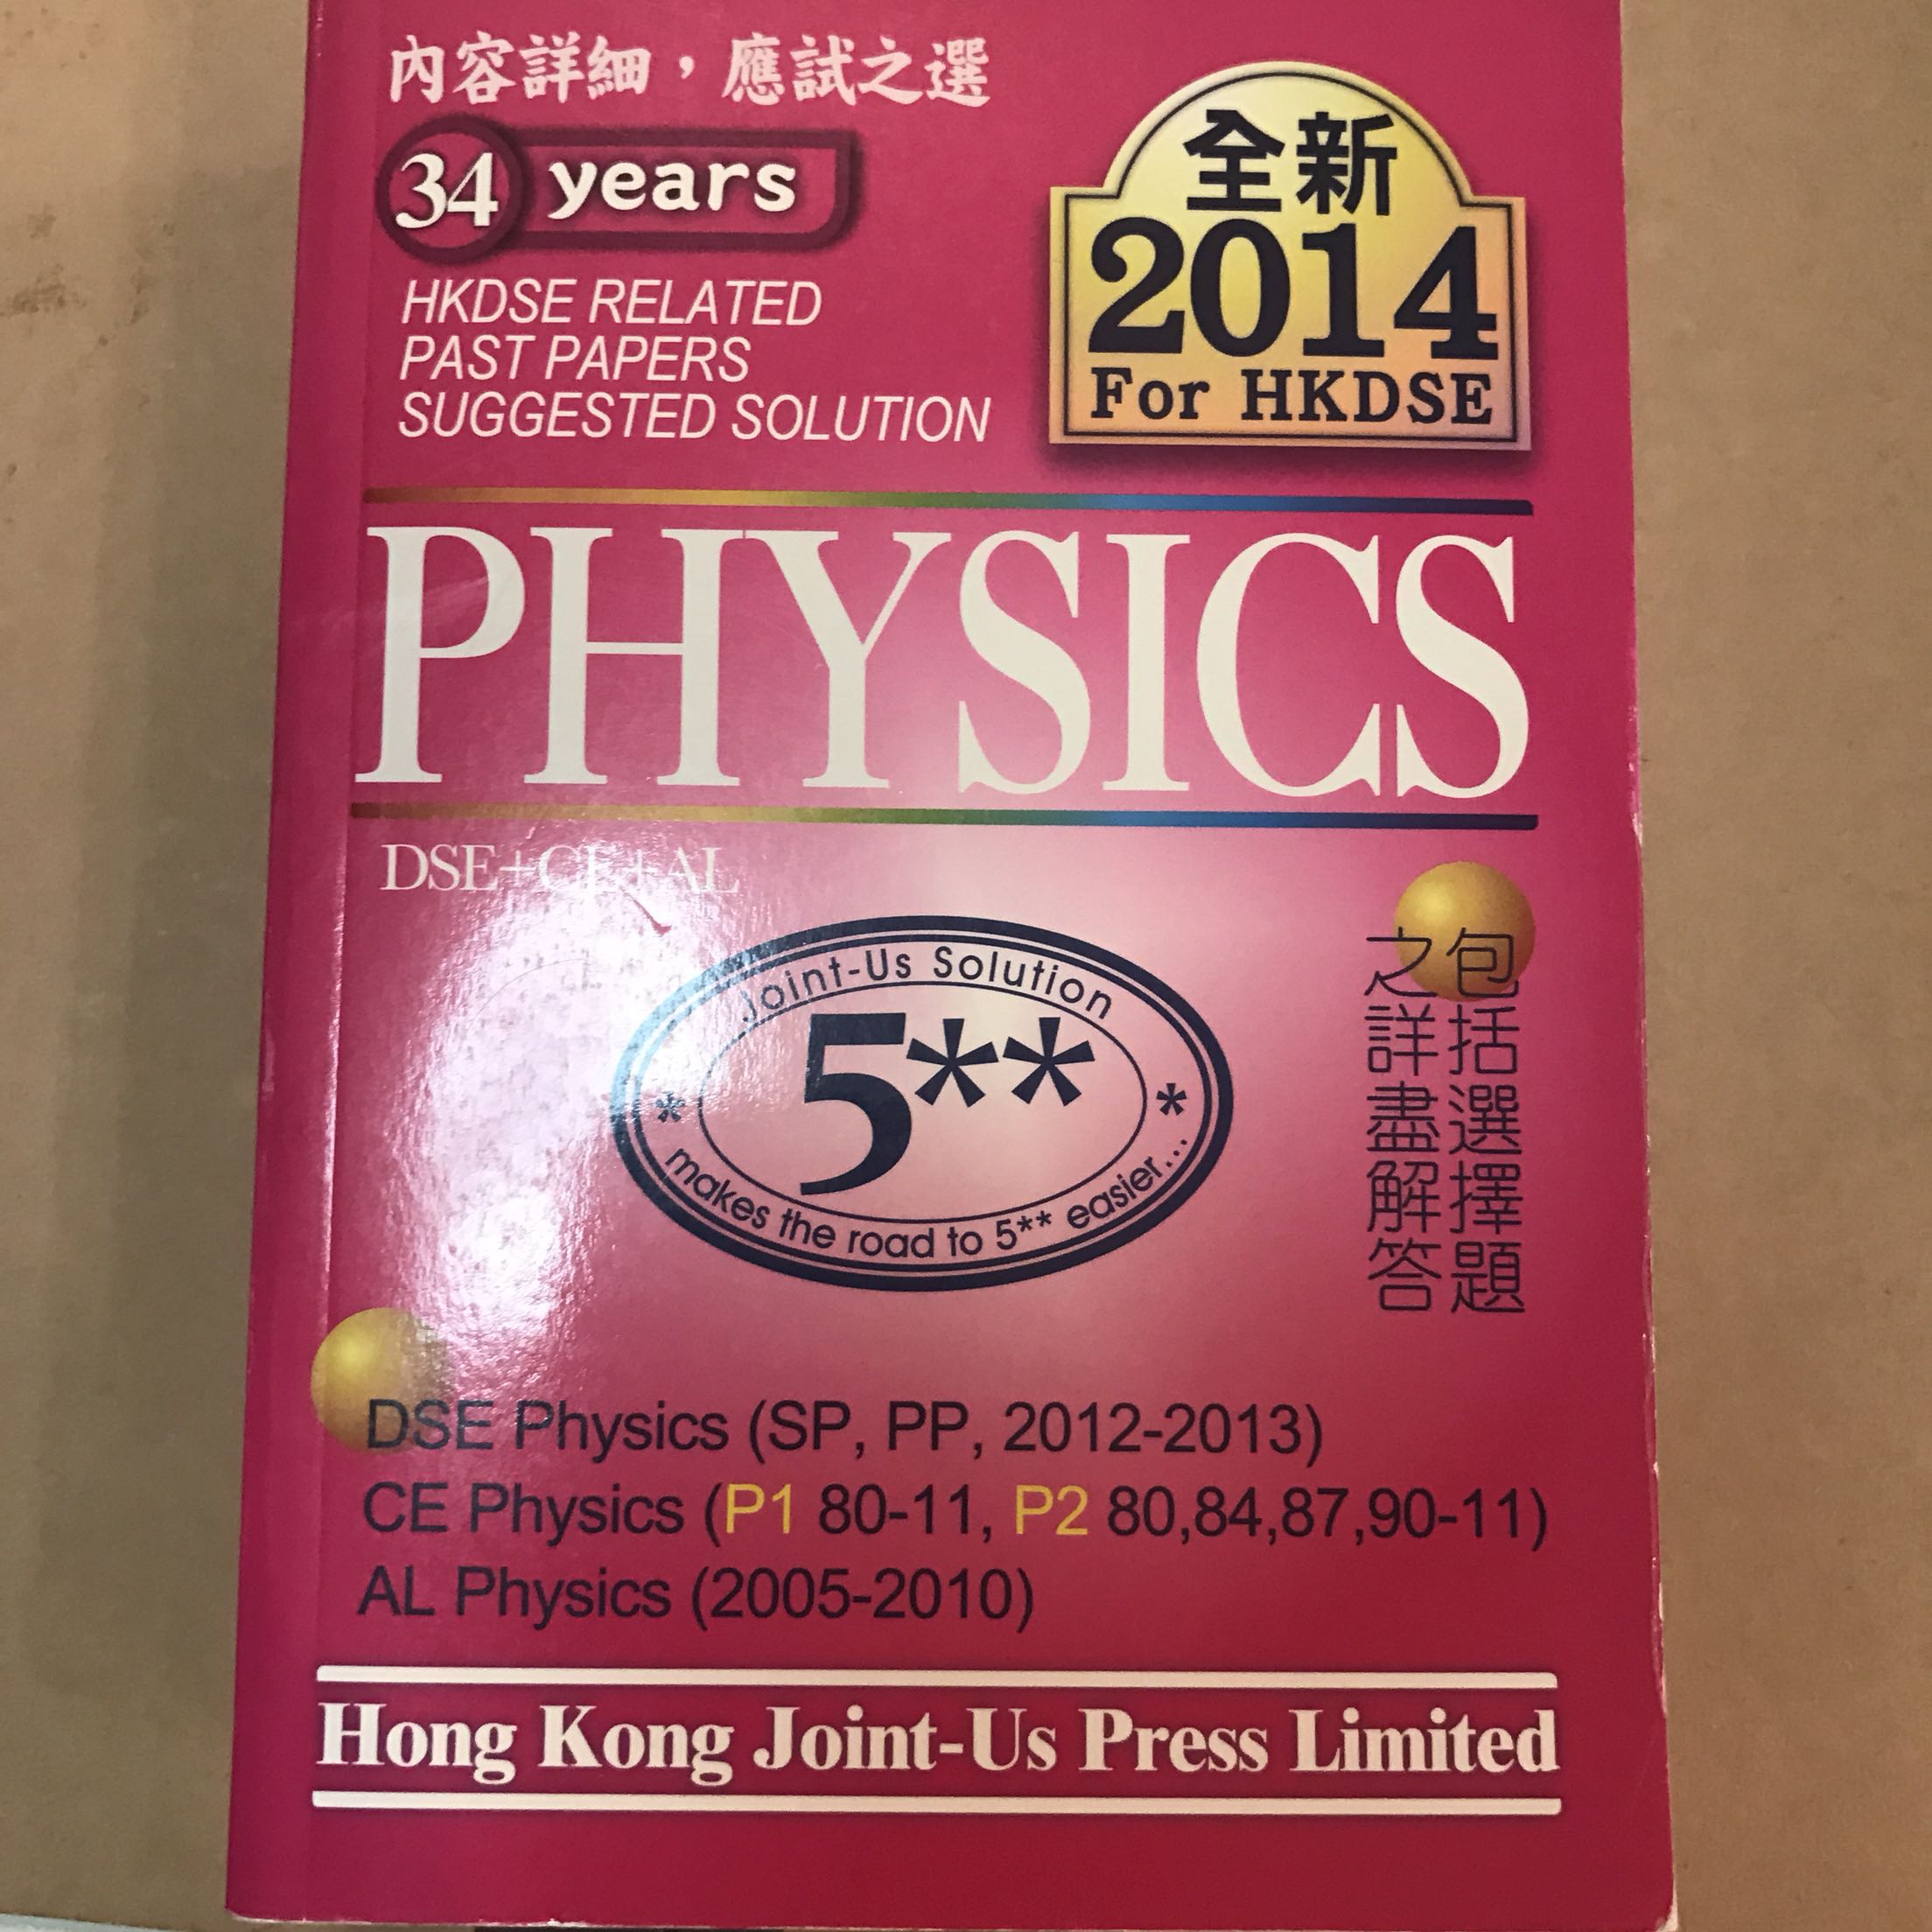 內容詳細，應試之選
34 years
HKDSE RELATED
PAST PAPERS
SUGGESTED SOLUTION
全新
2014
For HKDSE
PHYSICS
DSE+CE+AL
Joint-Us Solution
5**
* *
makes the road to 5** easier...
包括選擇題
之詳盡解答
DSE Physics (SP, PP, 2012-2013)
CE Physics (P1 80-11, P2 80,84,87,90-11)
AL Physics (2005-2010)
Hong Kong Joint-Us Press Limited